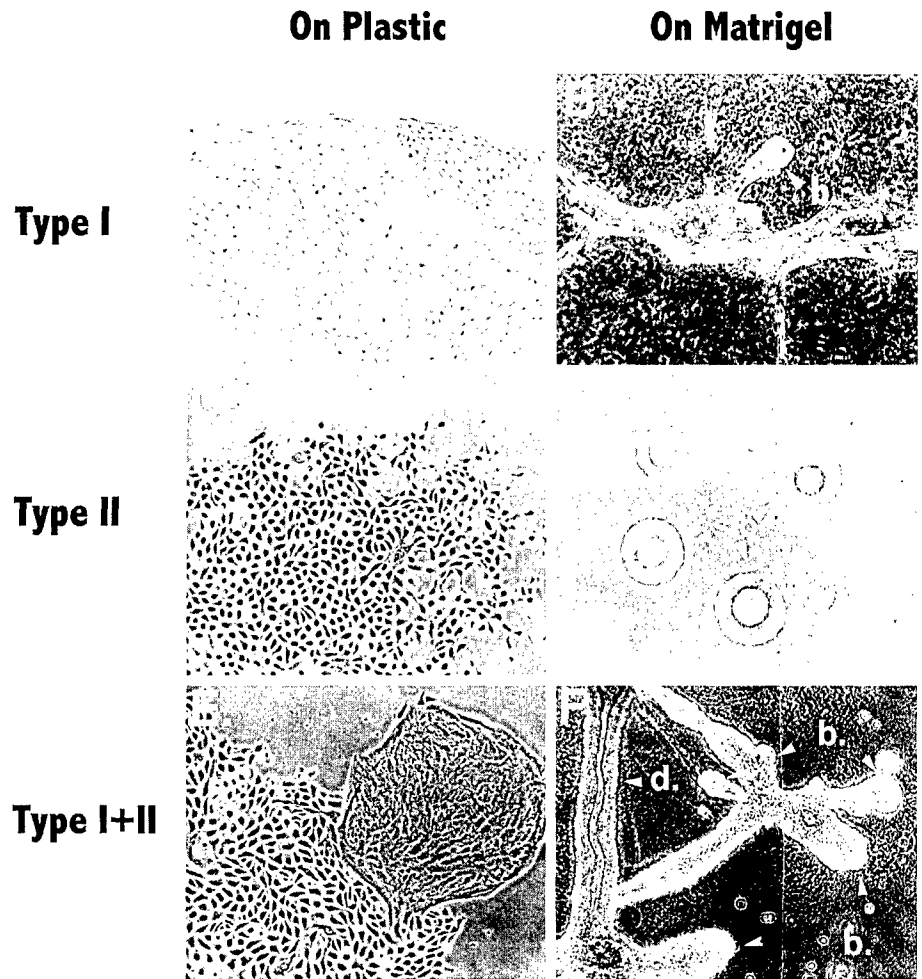 On Plastic On Matrigel
B
b.
Type I
Type II
Type I+II
F
d.
b.
b.